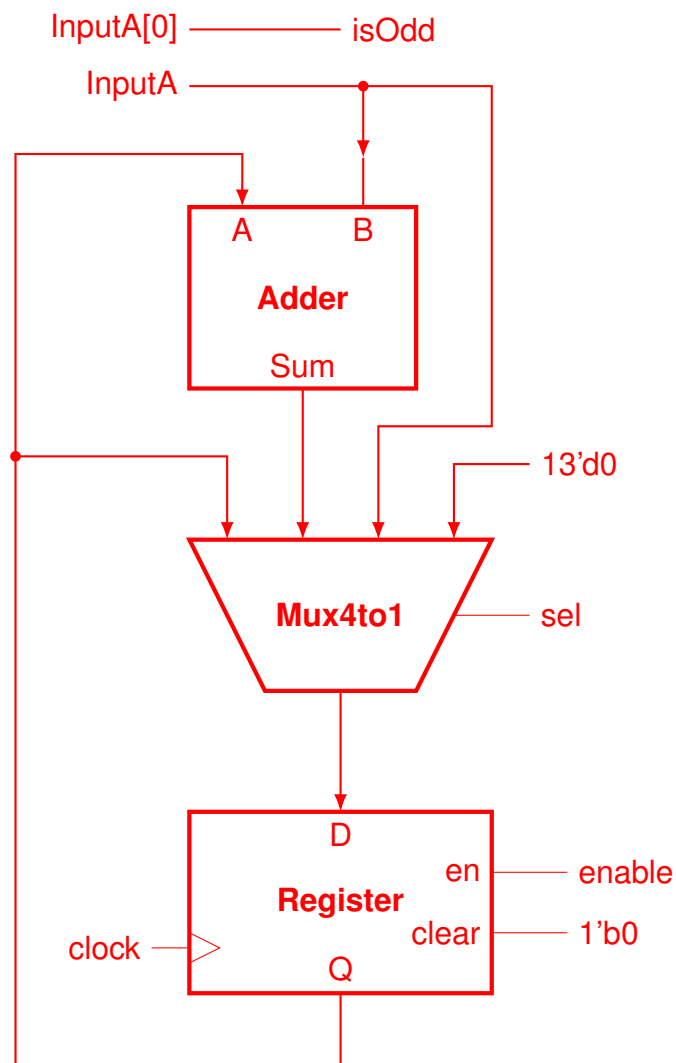 InputA[0] isOdd
InputA
A B
Adder
Sum
13'd0
Mux4to1
sel
D
en enable
Register
clear 1'b0
clock
Q